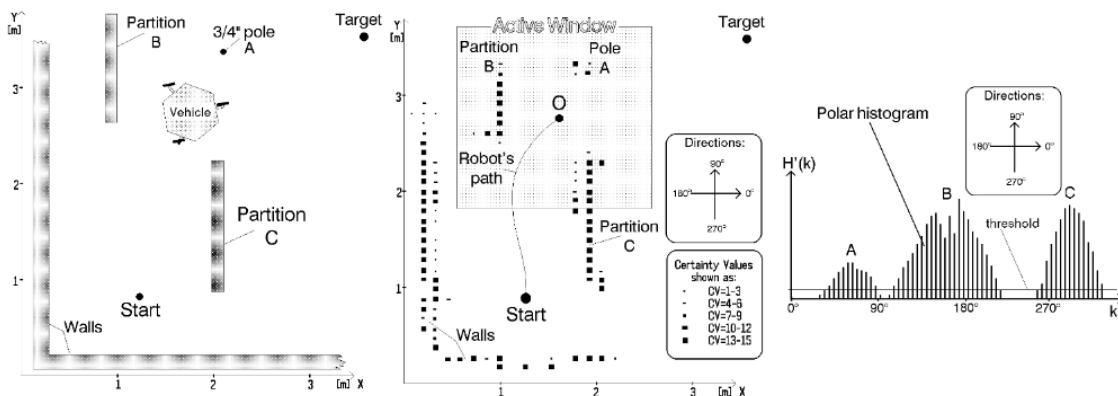 Y
[m]
3
2
1
Partition
B
3/4" pole
A
Target
Vehicle
Partition
C
Start
Walls
1
2
3
[m] X
Y
[m]
3
2
1
Active Window
Partition
B
Pole
A
O
Robot's
path
Partition
C
Start
Walls
1
2
3
[m] X
Target
Directions:
90°
180°
0°
270°
Certainty Values
shown as:
CV=1-3
CV=4-6
CV=7-9
CV=10-12
CV=13-15
Polar histogram
Directions:
90°
180°
0°
270°
H'(k)
A
B
C
threshold
0°
90°
180°
270°
k